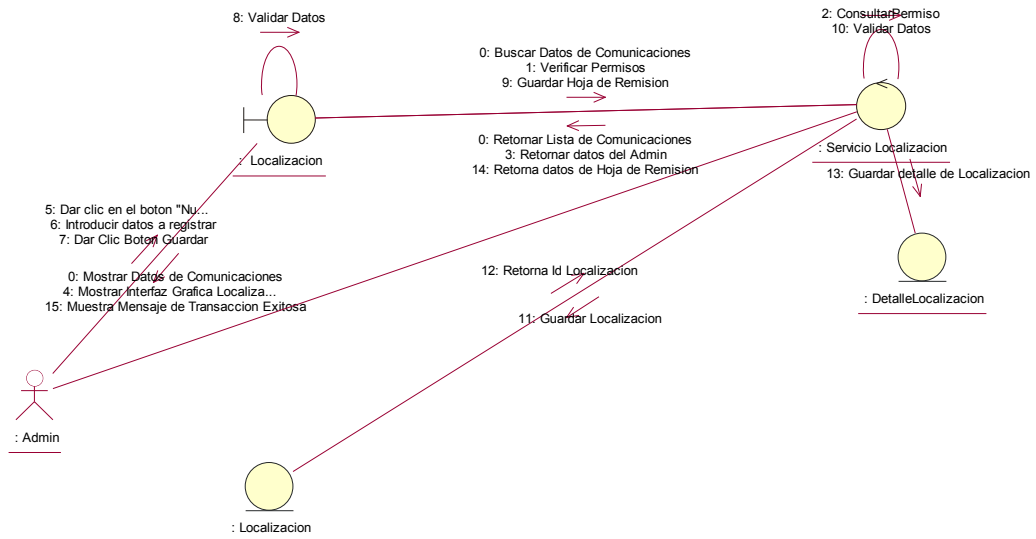 8: Validar Datos
2: ConsultarPermiso
10: Validar Datos
0: Buscar Datos de Comunicaciones
1: Verificar Permisos
9: Guardar Hoja de Remision
: Localizacion
0: Retornar Lista de Comunicaciones
3: Retornar datos del Admin
14: Retorna datos de Hoja de Remision
: Servicio Localizacion
13: Guardar detalle de Localizacion
5: Dar clic en el boton "Nu...
6: Introducir datos a registrar
7: Dar Clic Boton Guardar
0: Mostrar Datos de Comunicaciones
4: Mostrar Interfaz Grafica Localiza...
15: Muestra Mensaje de Transaccion Exitosa
12: Retorna Id Localizacion
11: Guardar Localizacion
: DetalleLocalizacion
: Admin
: Localizacion